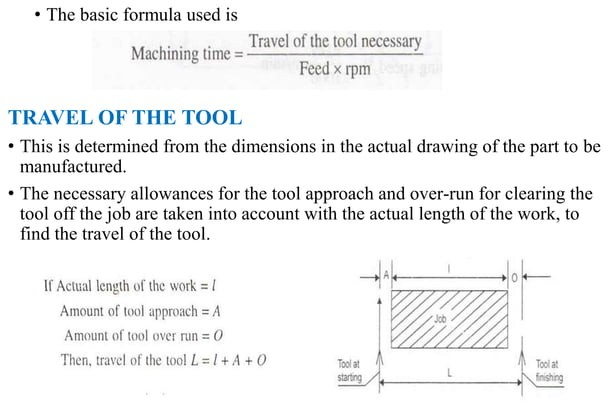 • The basic formula used is
Machining time = Travel of the tool necessary
Feed × rpm
TRAVEL OF THE TOOL
• This is determined from the dimensions in the actual drawing of the part to be
manufactured.
• The necessary allowances for the tool approach and over-run for clearing the
tool off the job are taken into account with the actual length of the work, to
find the travel of the tool.
If Actual length of the work = l
Amount of tool approach = A
Amount of tool over run = O
Then, travel of the tool L = l + A + O
A l O
Job
Tool at
starting
L
Tool at
finishing